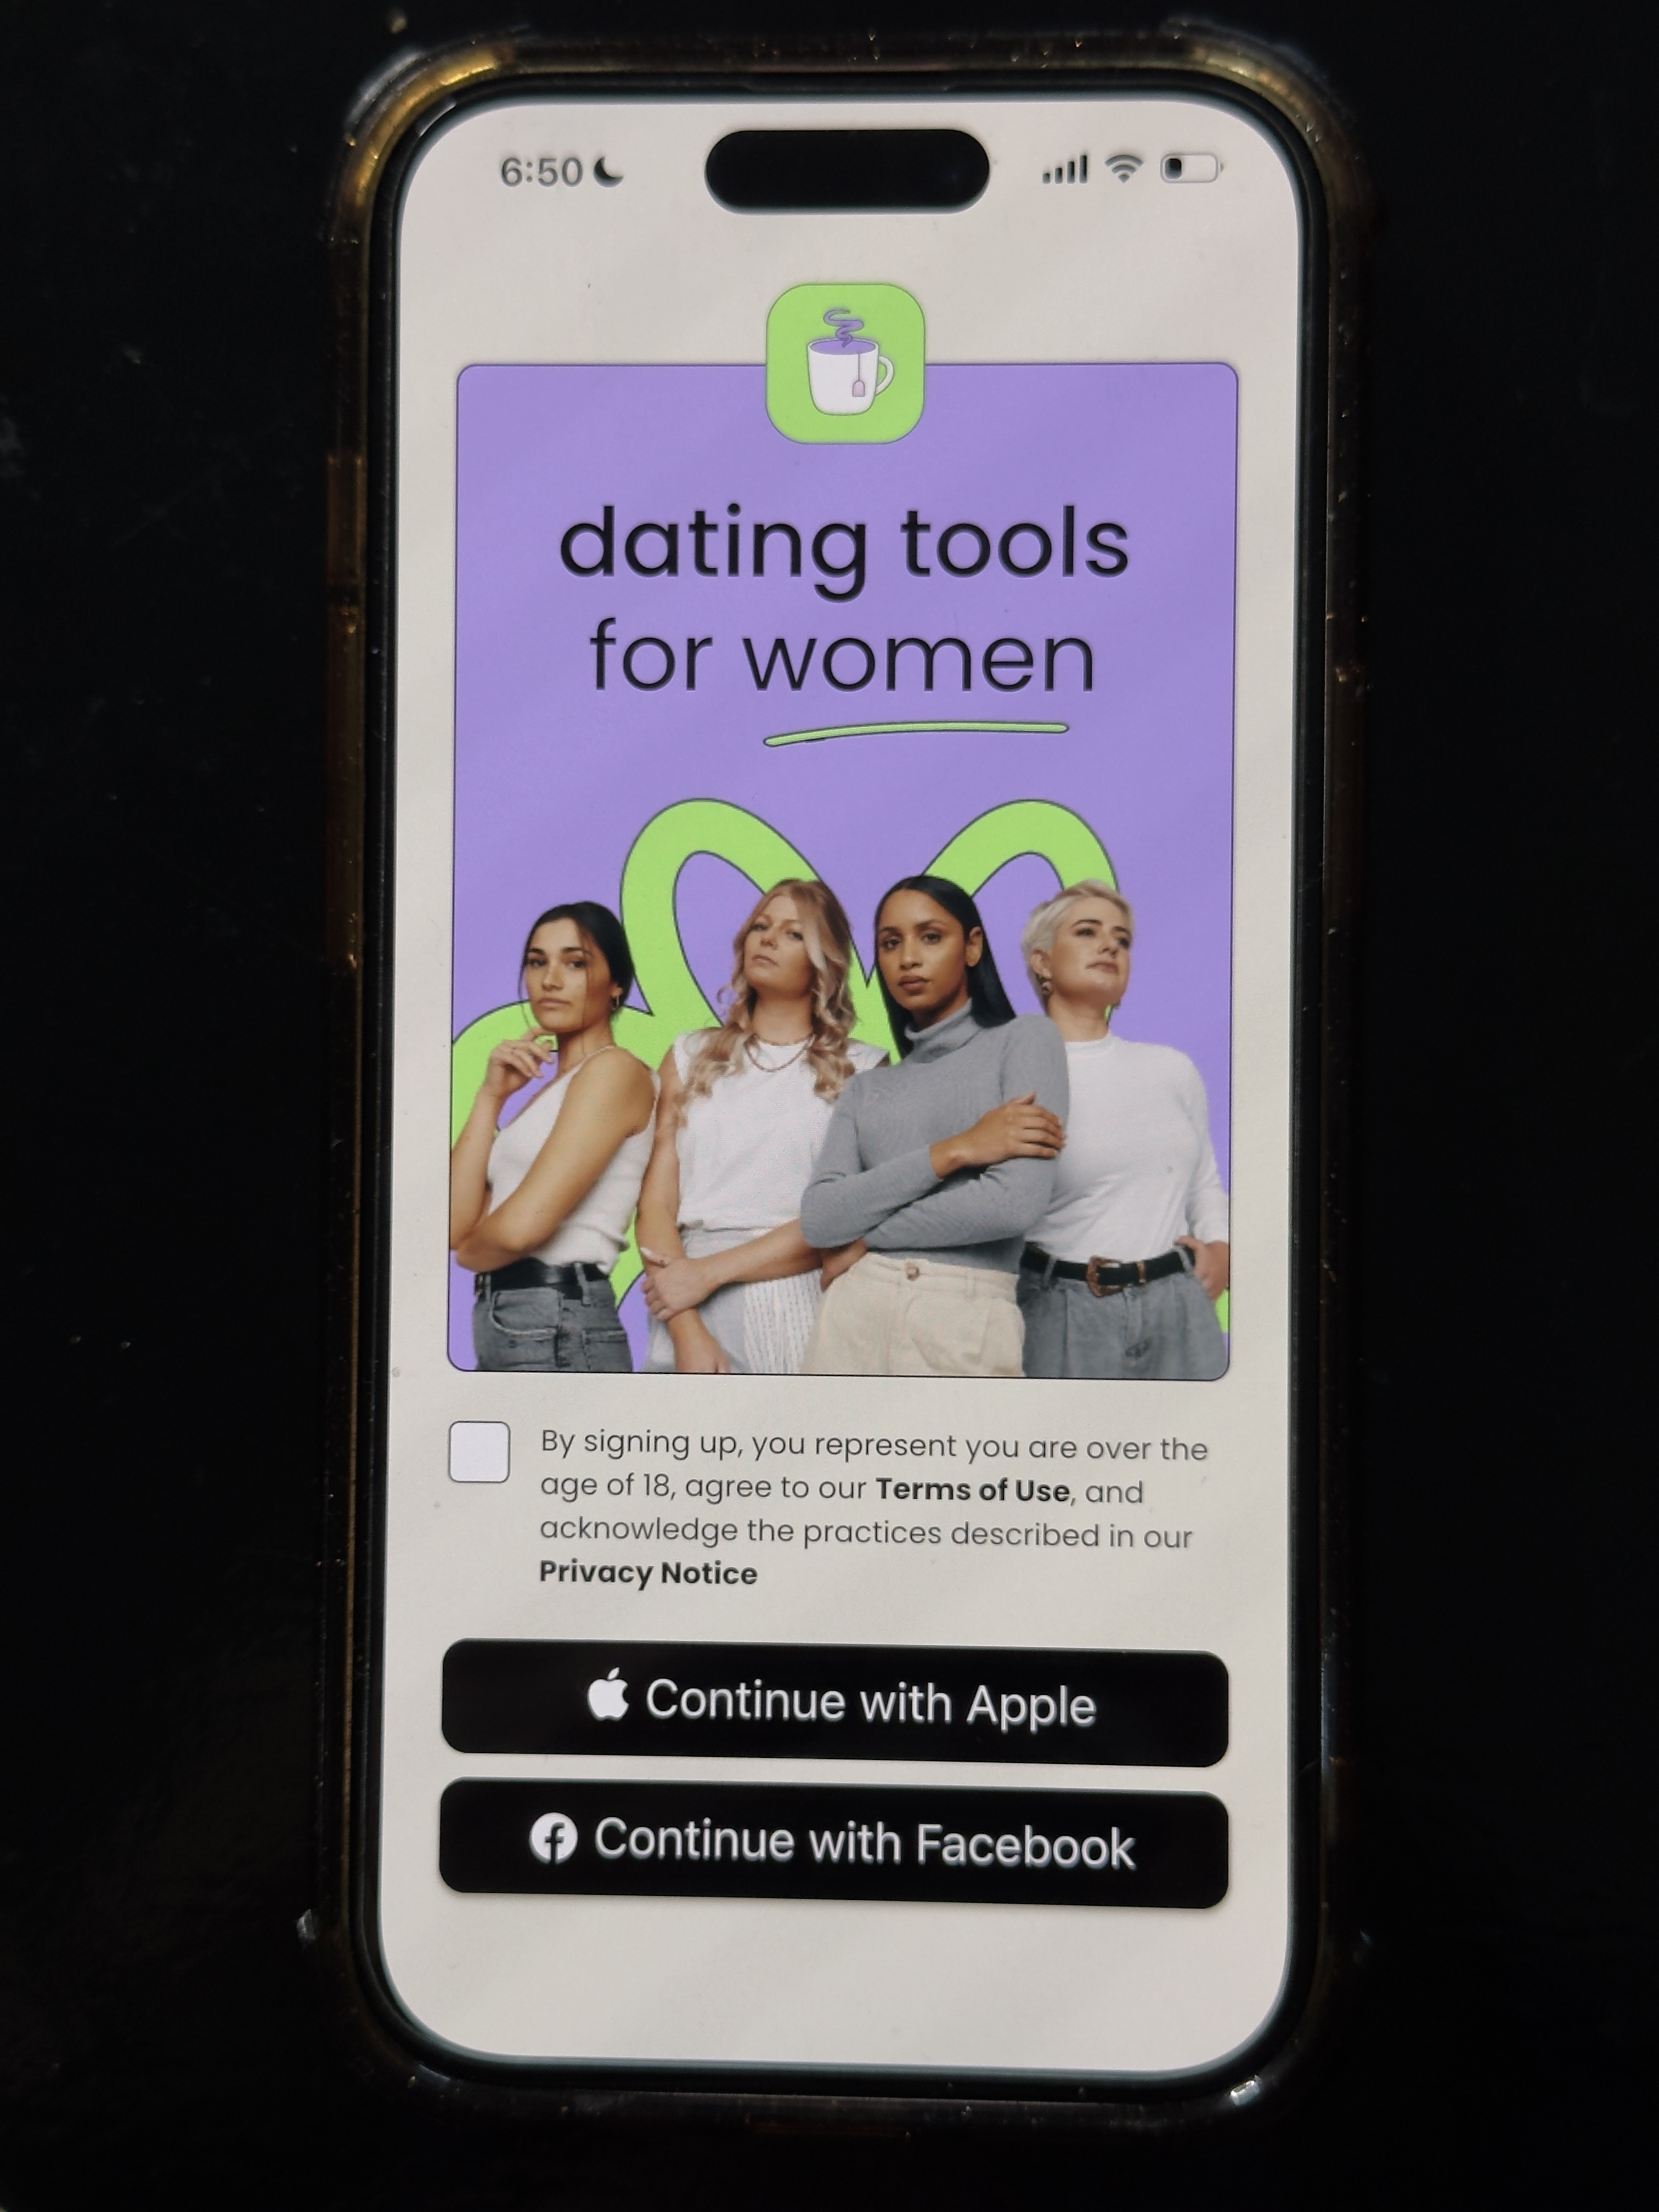 6:50
dating tools
for women
By signing up, you represent you are over the
age of 18, agree to our Terms of Use, and
acknowledge the practices described in our
Privacy Notice
Continue with Apple
Continue with Facebook